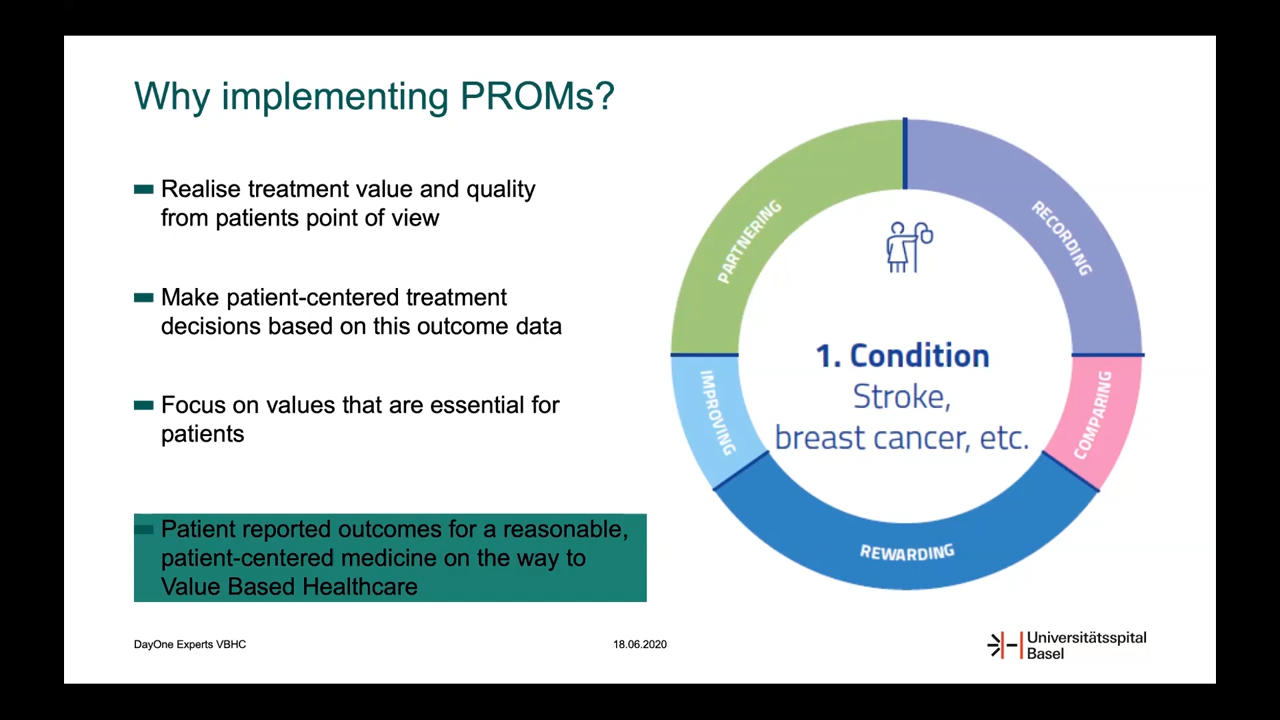 Why implementing PROMs?
Realise treatment value and quality
from patients point of view
Make patient-centered treatment
decisions based on this outcome data
Focus on values that are essential for
patients
Patient reported outcomes for a reasonable,
patient-centered medicine on the way to
Value Based Healthcare
PARTNERING
RECORDING
IMPROVING
COMPARING
REWARDING
1. Condition
Stroke,
breast cancer, etc.
DayOne Experts VBHC
18.06.2020
Universitätsspital
Basel